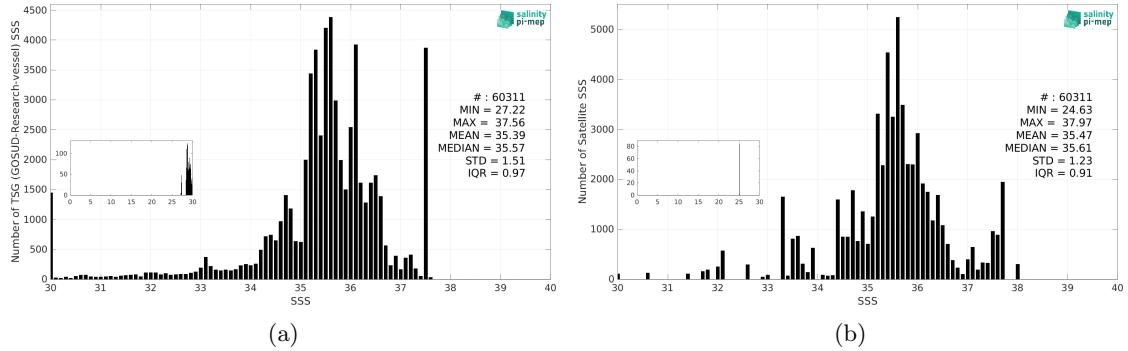 4500
4000
3500
3000
2500
2000
1500
1000
500
0
Number of TSG (GOSUD-Research-vessel) SSS
salinity
pi-mep
# : 60311
MIN = 27.22
MAX = 37.56
MEAN = 35.39
MEDIAN = 35.57
STD = 1.51
IQR = 0.97
100
50
0
0 5 10 15 20 25 30
30 31 32 33 34 35 36 37 38 39 40
SSS
(a)
5000
4000
3000
2000
1000
0
Number of Satellite SSS
salinity
pi-mep
# : 60311
MIN = 24.63
MAX = 37.97
MEAN = 35.47
MEDIAN = 35.61
STD = 1.23
IQR = 0.91
80
60
40
20
0
0 5 10 15 20 25 30
30 31 32 33 34 35 36 37 38 39 40
SSS
(b)